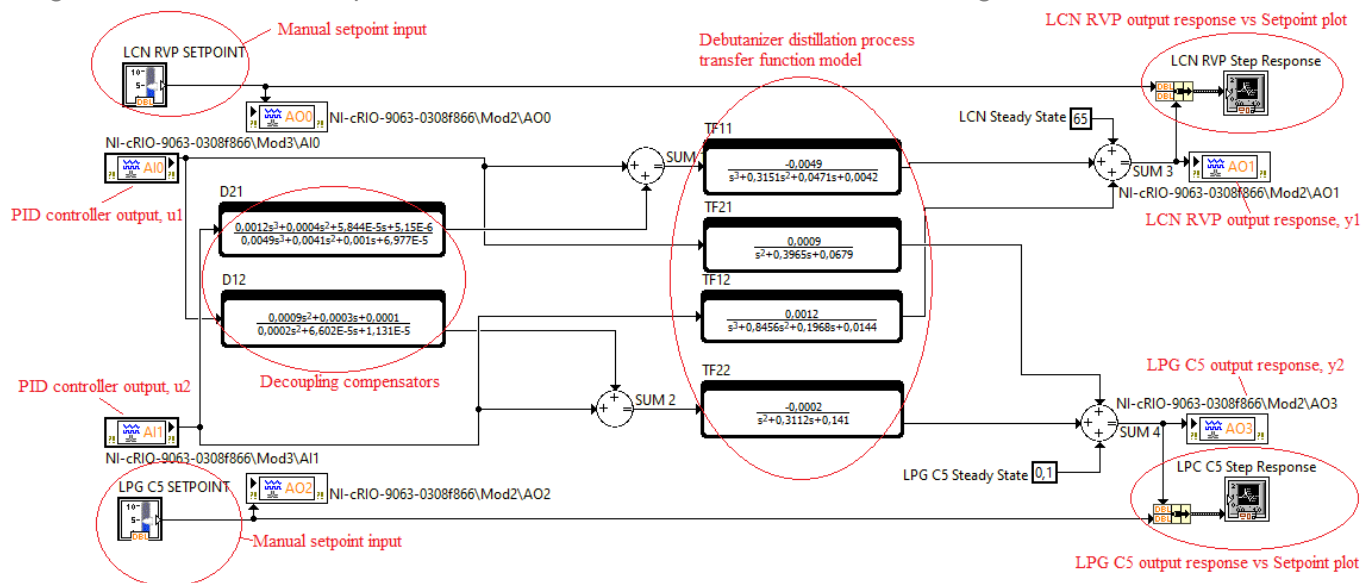 Manual setpoint input
LCN RVP SETPOINT
10-
5-
DBL
AO0
NI-cRIO-9063-0308f866\Mod2\AO0
NI-cRIO-9063-0308f866\Mod3\AI0
AI0
PID controller output, u1
Debutanizer distillation process
transfer function model
LCN RVP output response vs Setpoint plot
LCN RVP Step Response
DBL
DBL
LCN Steady State
65
SUM
TF11
-0,0049
s³+0,3151s²+0,0471s+0,0042
SUM 3
AO1
NI-cRIO-9063-0308f866\Mod2\AO1
LCN RVP output response, y1
D21
0,0012s³+0,0004s²+5,844E-5s+5,15E-6
0,0049s³+0,0041s²+0,001s+6,977E-5
TF21
0,0009
s²+0,3965s+0,0679
D12
0,0009s²+0,0003s+0,0001
0,0002s²+6,602E-5s+1,131E-5
TF12
0,0012
s³+0,8456s²+0,1968s+0,0144
Decoupling compensators
PID controller output, u2
AI1
NI-cRIO-9063-0308f866\Mod3\AI1
SUM 2
TF22
-0,0002
s²+0,3112s+0,141
LPG C5 output response, y2
NI-cRIO-9063-0308f866\Mod2\AO3
AO3
SUM 4
LPG C5 Steady State
0,1
LPG C5 SETPOINT
10-
5-
DBL
AO2
NI-cRIO-9063-0308f866\Mod2\AO2
Manual setpoint input
LPC C5 Step Response
DBL
DBL
LPG C5 output response vs Setpoint plot